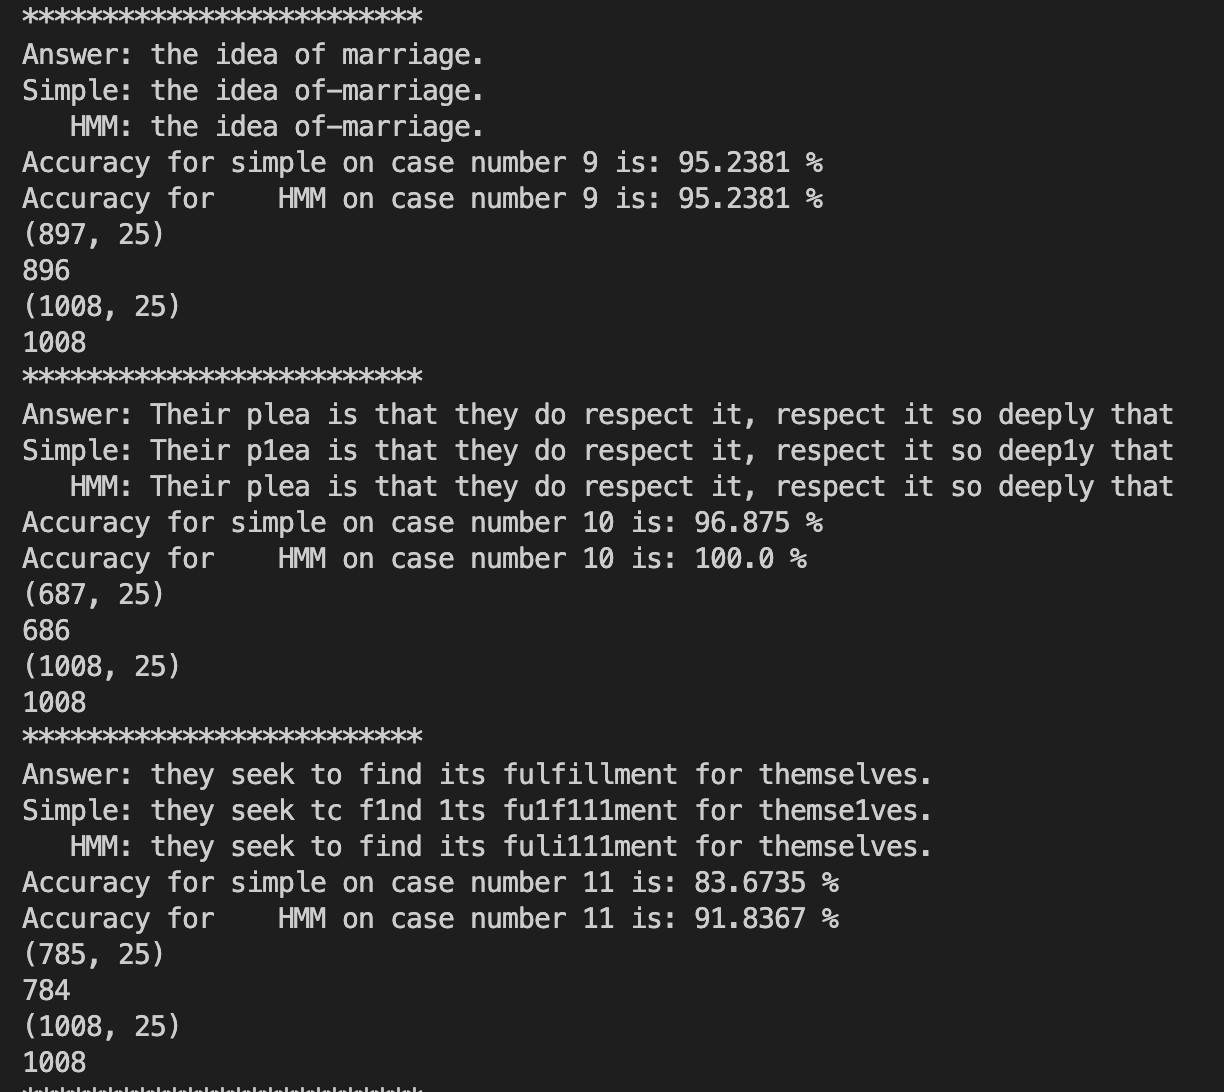 *************************
Answer: the idea of marriage.
Simple: the idea of-marriage.
   HMM: the idea of-marriage.
Accuracy for simple on case number 9 is: 95.2381 %
Accuracy for    HMM on case number 9 is: 95.2381 %
(897, 25)
896
(1008, 25)
1008
*************************
Answer: Their plea is that they do respect it, respect it so deeply that
Simple: Their p1ea is that they do respect it, respect it so deep1y that
   HMM: Their plea is that they do respect it, respect it so deeply that
Accuracy for simple on case number 10 is: 96.875 %
Accuracy for    HMM on case number 10 is: 100.0 %
(687, 25)
686
(1008, 25)
1008
*************************
Answer: they seek to find its fulfillment for themselves.
Simple: they seek tc f1nd 1ts fu1f111ment for themse1ves.
   HMM: they seek to find its fuli111ment for themselves.
Accuracy for simple on case number 11 is: 83.6735 %
Accuracy for    HMM on case number 11 is: 91.8367 %
(785, 25)
784
(1008, 25)
1008
*************************